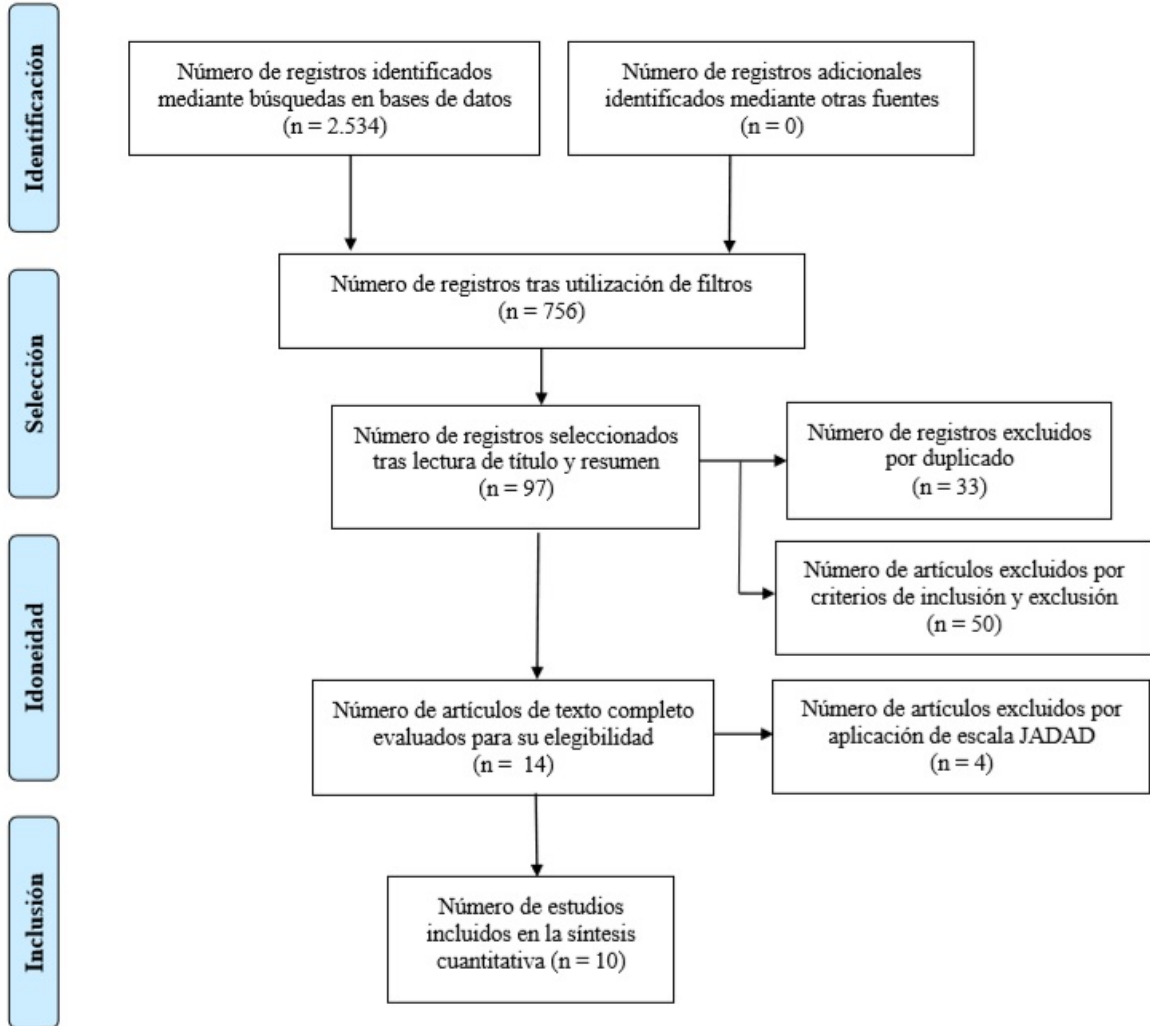 Identificación
Número de registros identificados
mediante búsquedas en bases de datos
(n = 2.534)
Número de registros adicionales
identificados mediante otras fuentes
(n = 0)
Selección
Número de registros tras utilización de filtros
(n = 756)
Número de registros seleccionados
tras lectura de título y resumen
(n = 97)
Número de registros excluidos
por duplicado
(n = 33)
Número de artículos excluidos por
criterios de inclusión y exclusión
(n = 50)
Idoneidad
Número de artículos de texto completo
evaluados para su elegibilidad
(n = 14)
Número de artículos excluidos por
aplicación de escala JADAD
(n = 4)
Inclusión
Número de estudios
incluidos en la síntesis
cuantitativa (n = 10)